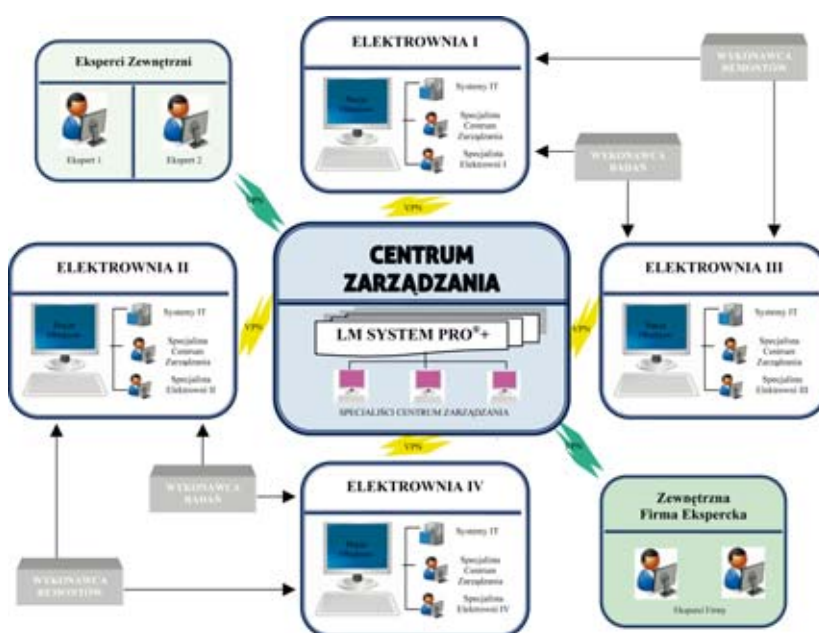 ELEKTROWNIA I
Systemy IT
Specjalista
Centrum
Zarządzania
Specjalista
Elektrowni I
Eksperci Zewnętrzni
Ekspert 1
Ekspert 2
WYKONAWCA
REMONTÓW
WYKONAWCA
BADAŃ
VPN
VPN
ELEKTROWNIA II
Systemy IT
Specjalista
Centrum
Zarządzania
Specjalista
Elektrowni II
VPN
CENTRUM
ZARZĄDZANIA
LM SYSTEM PRO®+
SPECJALIŚCI CENTRUM ZARZĄDZANIA
VPN
ELEKTROWNIA III
Systemy IT
Specjalista
Centrum
Zarządzania
Specjalista
Elektrowni III
VPN
VPN
WYKONAWCA
BADAŃ
WYKONAWCA
REMONTÓW
ELEKTROWNIA IV
Systemy IT
Specjalista
Centrum
Zarządzania
Specjalista
Elektrowni IV
Zewnętrzna
Firma Ekspercka
Eksperci Firmy